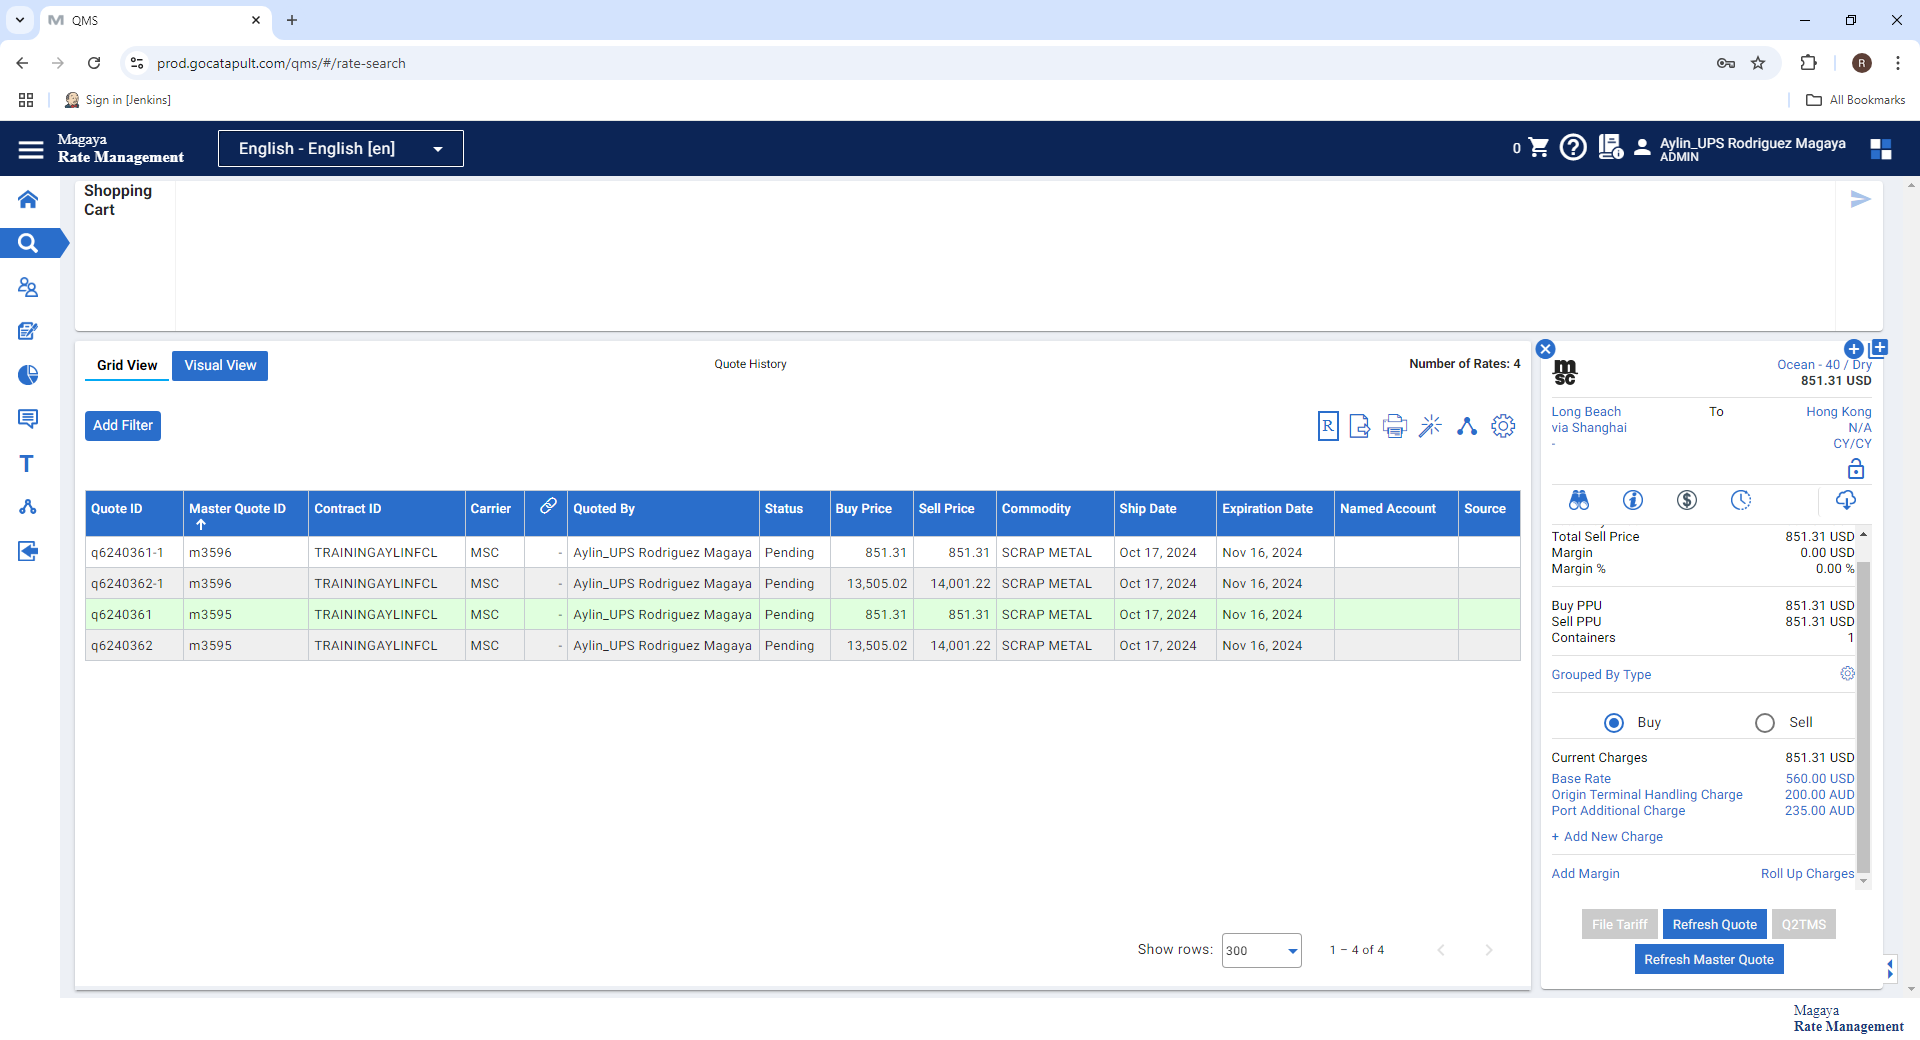 QMS
prod.gocatapult.com/qms/#/rate-search
R
Sign in [Jenkins]
All Bookmarks
Magaya
Rate Management
English - English [en]
0
Aylin_UPS Rodriguez Magaya
ADMIN
Shopping
Cart
Grid View
Visual View
Quote History
Number of Rates: 4
Add Filter
R
Quote ID Master Quote ID Contract ID Carrier Quoted By Status Buy Price Sell Price Commodity Ship Date Expiration Date Named Account Source
q6240361-1 m3596 TRAININGAYLINFCL MSC - Aylin_UPS Rodriguez Magaya Pending 851.31 851.31 SCRAP METAL Oct 17, 2024 Nov 16, 2024
q6240362-1 m3596 TRAININGAYLINFCL MSC - Aylin_UPS Rodriguez Magaya Pending 13,505.02 14,001.22 SCRAP METAL Oct 17, 2024 Nov 16, 2024
q6240361 m3595 TRAININGAYLINFCL MSC - Aylin_UPS Rodriguez Magaya Pending 851.31 851.31 SCRAP METAL Oct 17, 2024 Nov 16, 2024
q6240362 m3595 TRAININGAYLINFCL MSC - Aylin_UPS Rodriguez Magaya Pending 13,505.02 14,001.22 SCRAP METAL Oct 17, 2024 Nov 16, 2024
Show rows: 300 1 – 4 of 4
msc
Ocean - 40 / Dry
851.31 USD
Long Beach To Hong Kong
via Shanghai N/A
- CY/CY
Total Sell Price 851.31 USD
Margin 0.00 USD
Margin % 0.00 %
Buy PPU 851.31 USD
Sell PPU 851.31 USD
Containers 1
Grouped By Type
Buy Sell
Current Charges 851.31 USD
Base Rate 560.00 USD
Origin Terminal Handling Charge 200.00 AUD
Port Additional Charge 235.00 AUD
+ Add New Charge
Add Margin Roll Up Charges
File Tariff Refresh Quote Q2TMS
Refresh Master Quote
Magaya
Rate Management